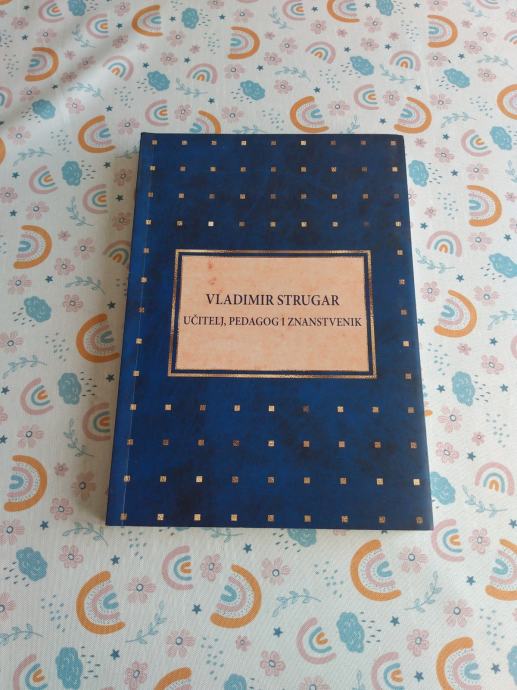 VLADIMIR STRUGAR
UČITELJ, PEDAGOG I ZNANSTVENIK